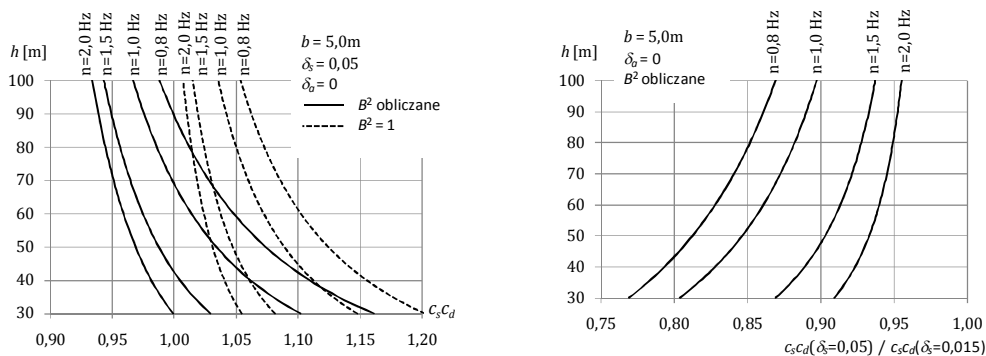 h [m]
n=2,0 Hz
n=1,5 Hz
n=1,0 Hz
n=0,8 Hz
n=2,0 Hz
n=1,5 Hz
n=1,0 Hz
n=0,8 Hz
b = 5,0m
δs = 0,05
δa = 0
B² obliczane
B² = 1
100
90
80
70
60
50
40
30
0,90
0,95
1,00
1,05
1,10
1,15
1,20
cscd
h [m]
b = 5,0m
δa = 0
B² obliczane
n=0,8 Hz
n=1,0 Hz
n=1,5 Hz
n=2,0 Hz
100
90
80
70
60
50
40
30
0,75
0,80
0,85
0,90
0,95
1,00
cscd(δs=0,05) / cscd(δs=0,015)